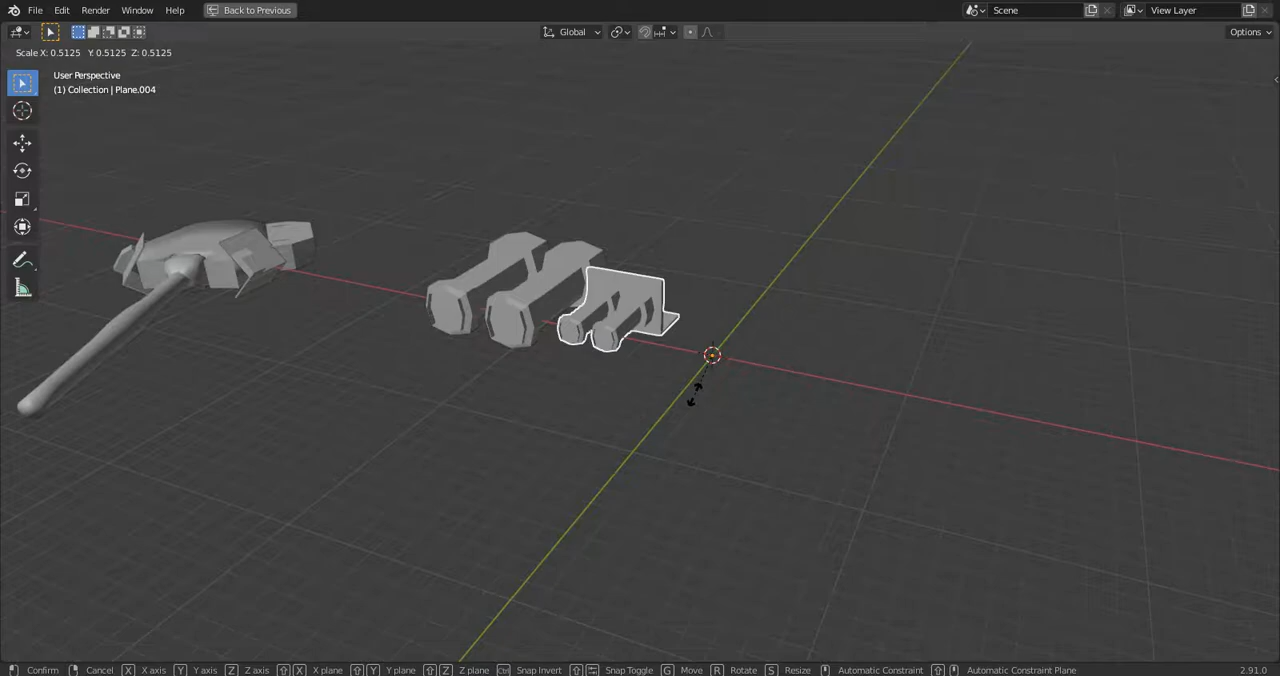 File Edit Render Window Help Back to Previous Scene View Layer
Global Options
Scale X: 0.5125 Y: 0.5125 Z: 0.5125
User Perspective
(1) Collection | Plane.004
Confirm Cancel X X axis Y Y axis Z Z axis X X plane Y Y plane Z Z plane Ctrl Snap Invert Snap Toggle G Move R Rotate S Resize Automatic Constraint Automatic Constraint Plane 2.91.0